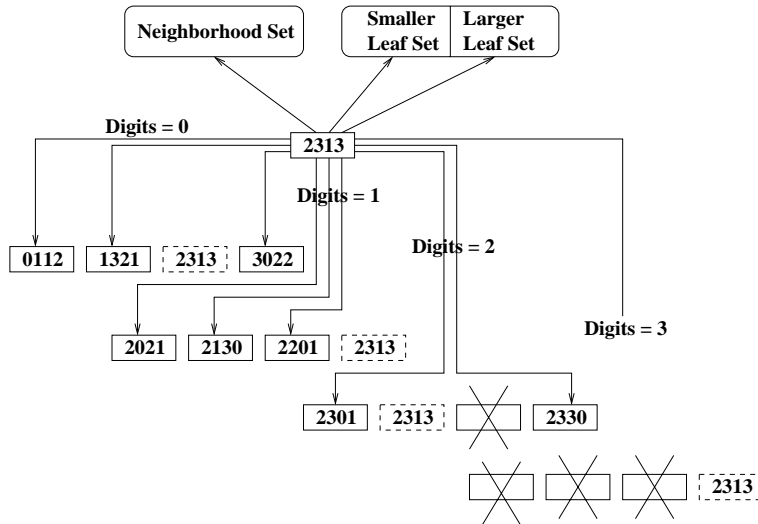 Neighborhood Set
Smaller
Leaf Set
Larger
Leaf Set
Digits = 0
2313
Digits = 1
Digits = 2
0112
1321
2313
3022
Digits = 3
2021
2130
2201
2313
2301
2313
2330
2313